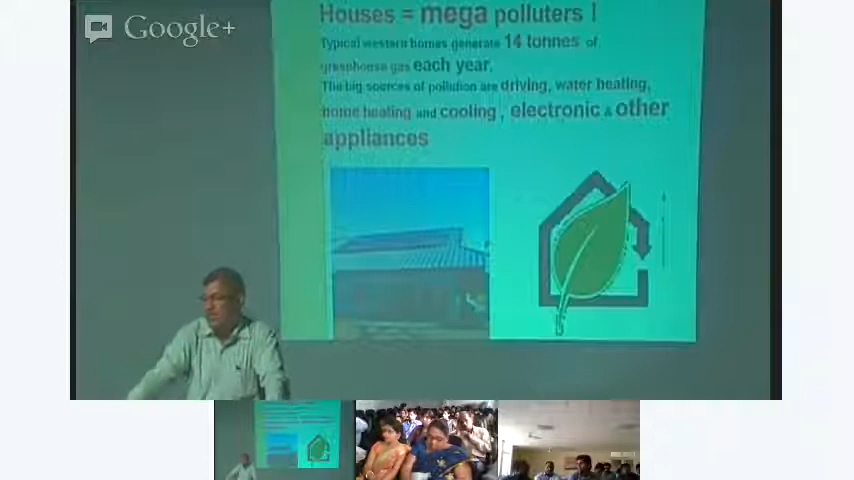 Google+
Houses = mega polluters !
Typical western homes generate 14 tonnes of
greenhouse gas each year.
The big sources of pollution are driving, water heating,
home heating and cooling , electronic & other
appliances